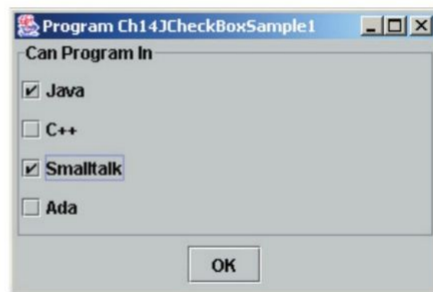 Program Ch14JCheckBoxSample1
Can Program In
Java
C++
Smalltalk
Ada
OK